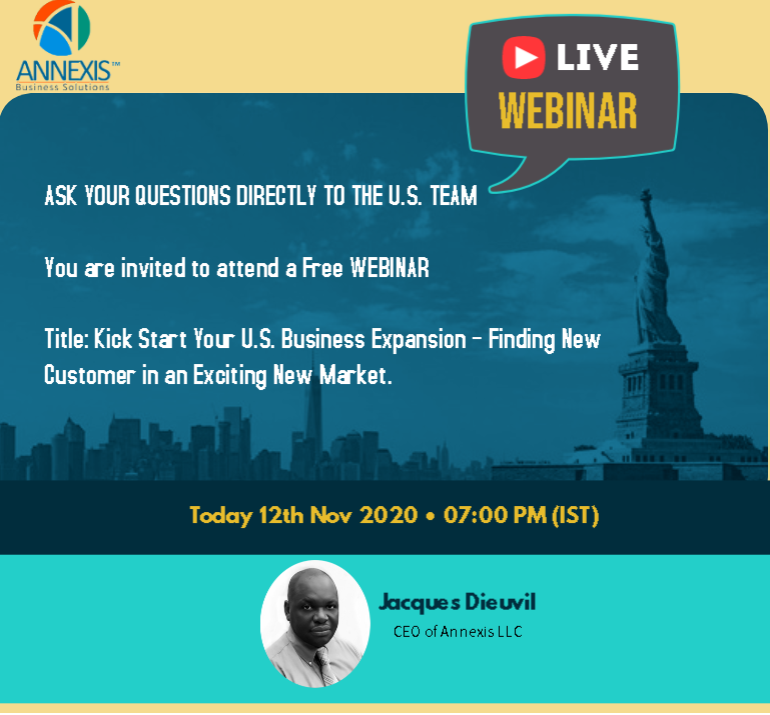 ANNEXIS™
Business Solutions
LIVE
WEBINAR
ASK YOUR QUESTIONS DIRECTLY TO THE U.S. TEAM
You are invited to attend a Free WEBINAR
Title: Kick Start Your U.S. Business Expansion - Finding New
Customer in an Exciting New Market.
Today 12th Nov 2020 • 07:00 PM (IST)
Jacques Dieuvil
CEO of Annexis LLC